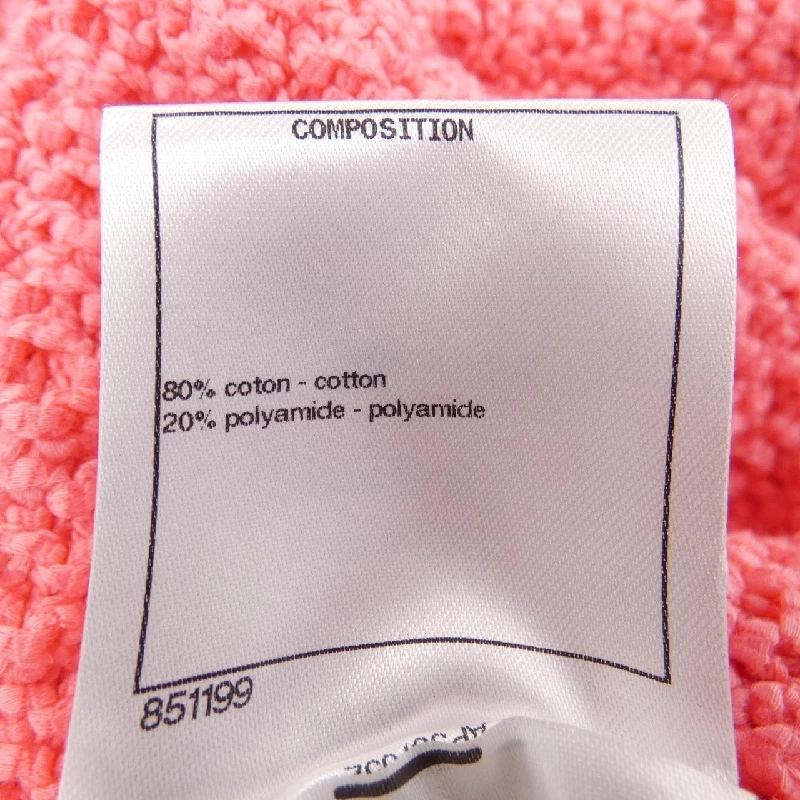 COMPOSITION
80% coton - cotton
20% polyamide - polyamide
851199